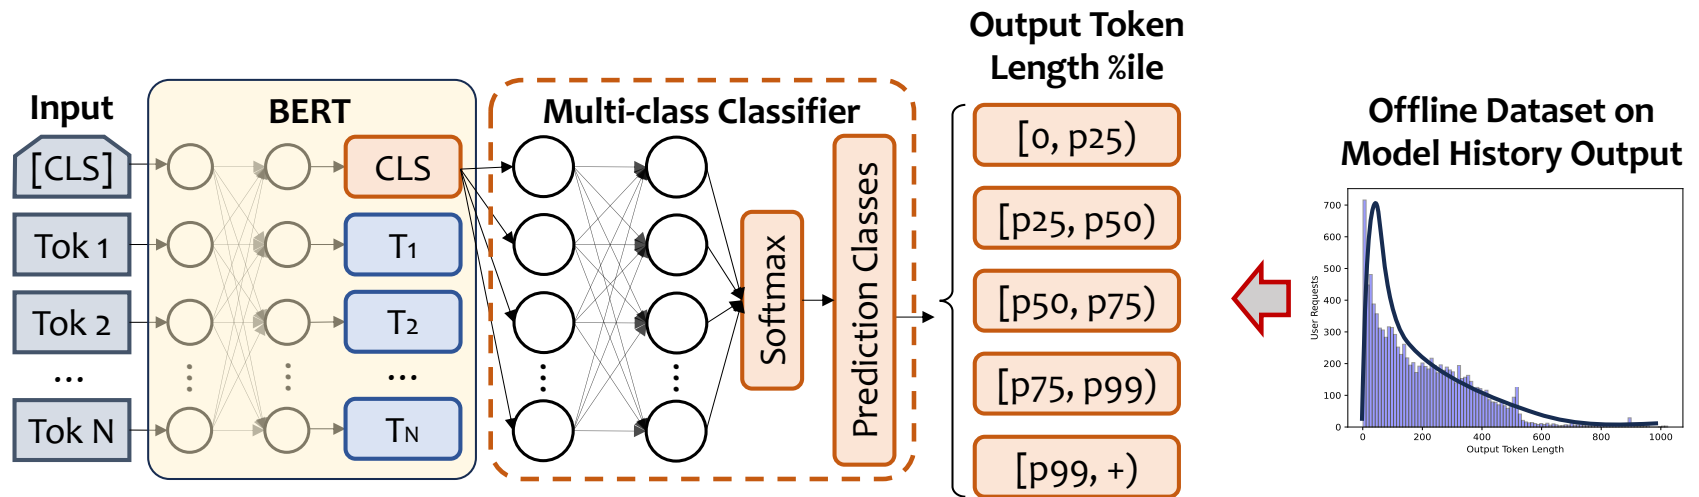 Input
[CLS]
Tok 1
Tok 2
...
Tok N
BERT
CLS
T1
T2
...
TN
Multi-class Classifier
Softmax
Prediction Classes
Output Token
Length %ile
[0, p25)
[p25, p50)
[p50, p75)
[p75, p99)
[p99, +)
Offline Dataset on
Model History Output
User Requests
700
600
500
400
300
200
100
0
0 200 400 600 800 1000
Output Token Length